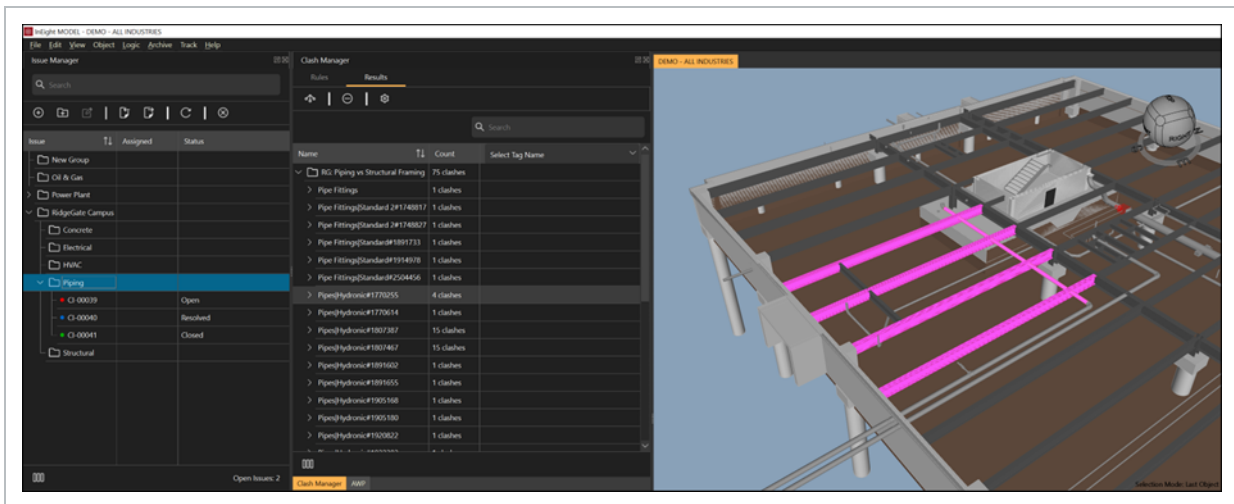 InEight MODEL - DEMO - ALL INDUSTRIES
File Edit View Object Logic Archive Track Help
Issue Manager
Search
Issue Assigned Status
New Group
Oil & Gas
Power Plant
RidgeGate Campus
Concrete
Electrical
HVAC
Piping
CI-00039 Open
CI-00040 Resolved
CI-00041 Closed
Structural
Open Issues: 2
Clash Manager
Rules Results
Search
Name Count Select Tag Name
RG: Piping vs Structural Framing 75 clashes
Pipe Fittings 1 clashes
Pipe Fittings[Standard 2#1748817 1 clashes
Pipe Fittings[Standard 2#1748827 1 clashes
Pipe Fittings[Standard#1891733 1 clashes
Pipe Fittings[Standard#1914978 1 clashes
Pipe Fittings[Standard#2504456 1 clashes
Pipes[Hydronic#1770255 4 clashes
Pipes[Hydronic#1770614 1 clashes
Pipes[Hydronic#1807387 15 clashes
Pipes[Hydronic#1807467 15 clashes
Pipes[Hydronic#1891602 1 clashes
Pipes[Hydronic#1891655 1 clashes
Pipes[Hydronic#1905168 1 clashes
Pipes[Hydronic#1905180 1 clashes
Pipes[Hydronic#1920822 1 clashes
Clash Manager AWP
DEMO - ALL INDUSTRIES
RIGHT
Selection Mode: Last Object